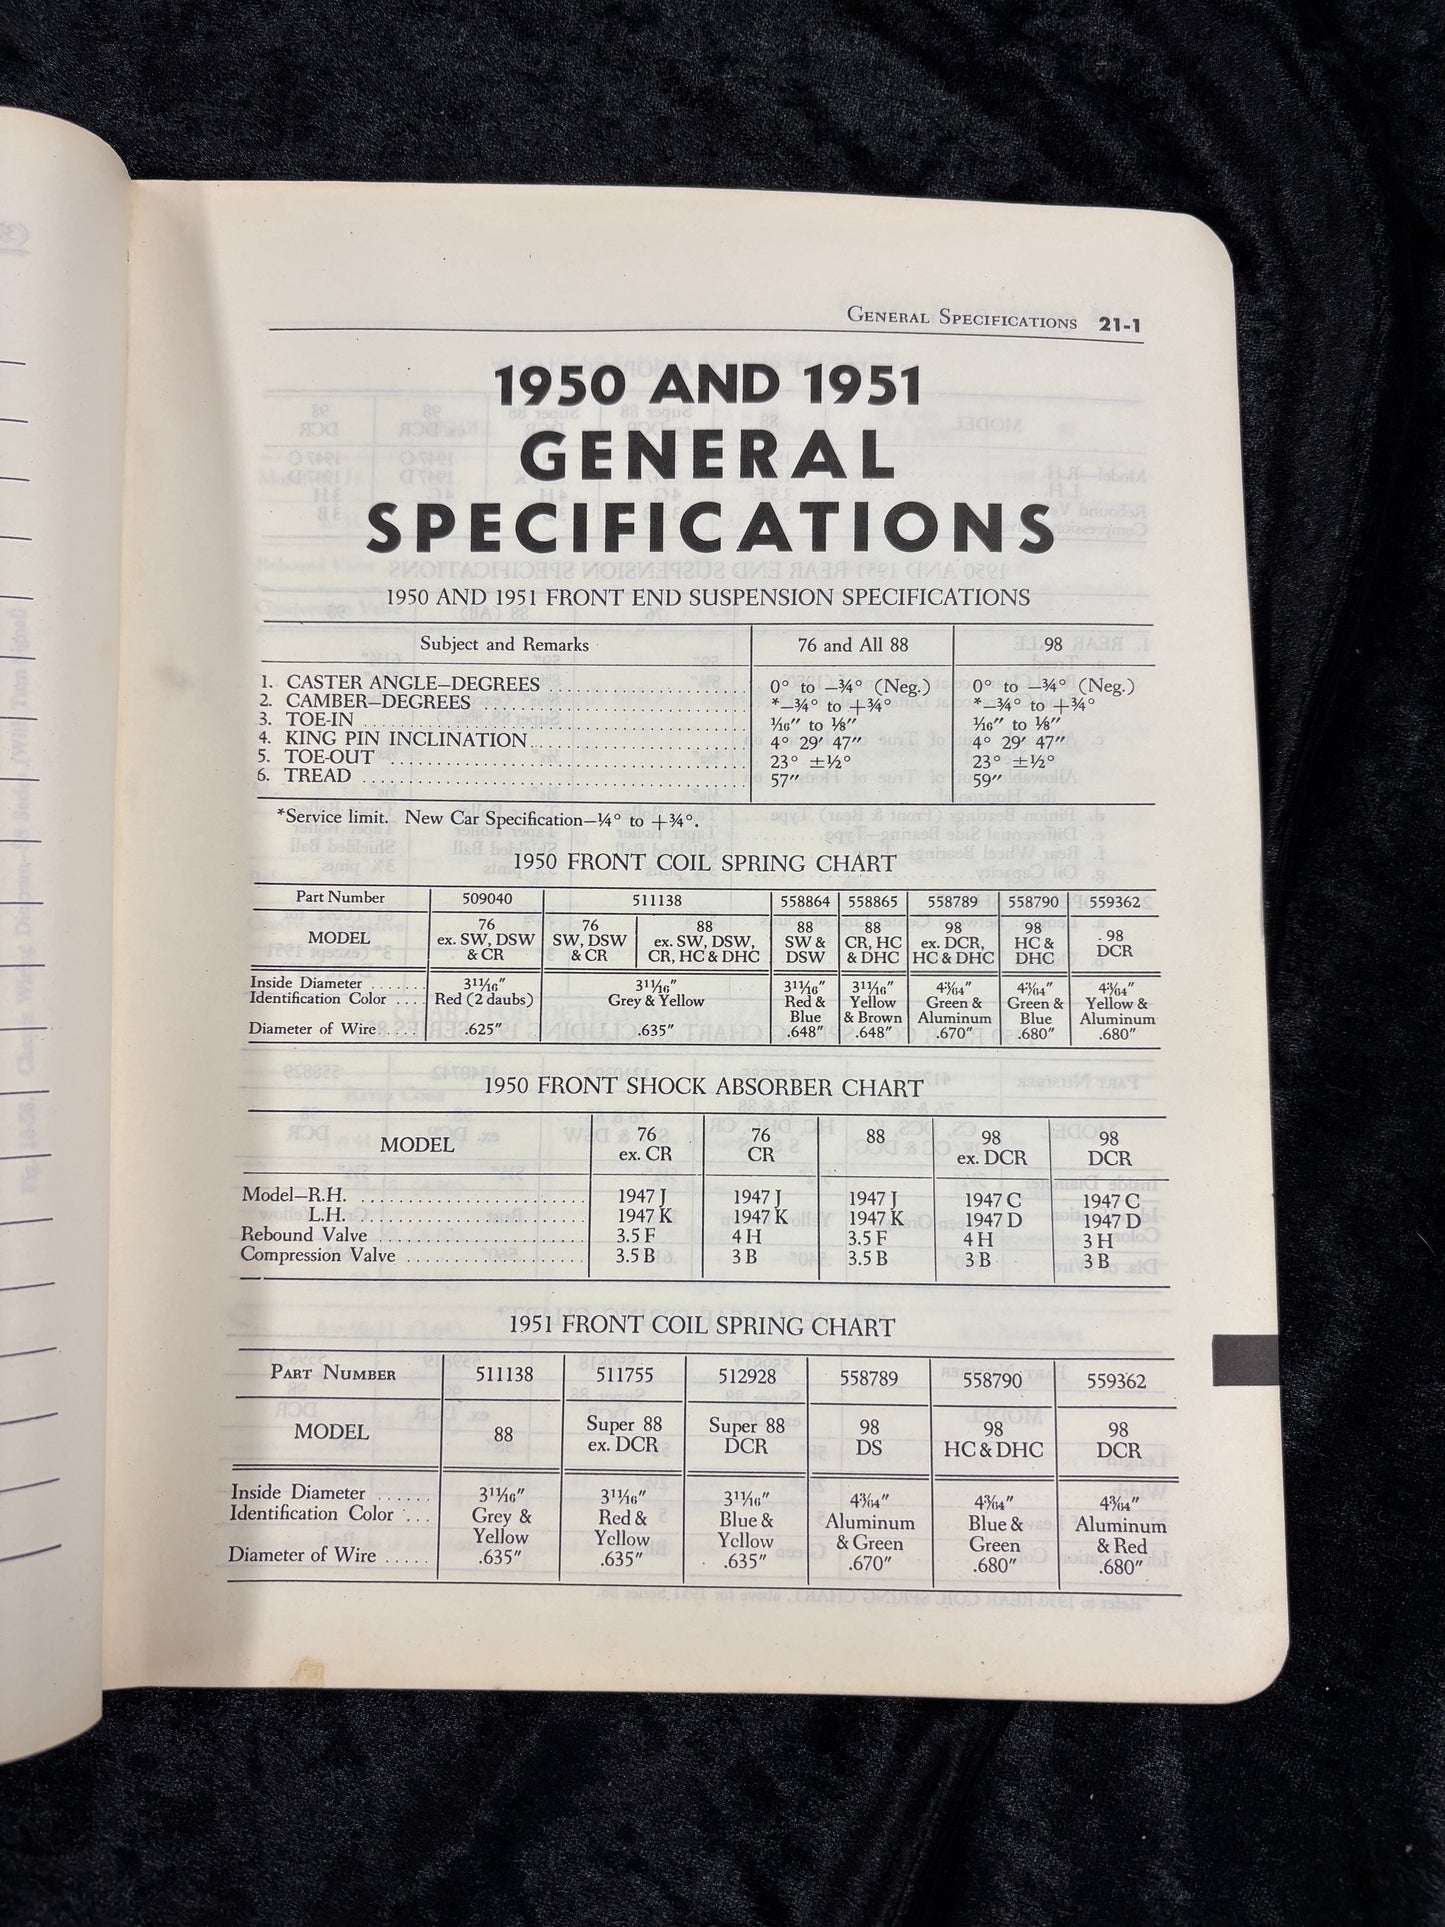 GENERAL SPECIFICATIONS 21-1
1950 AND 1951
GENERAL
SPECIFICATIONS
1950 AND 1951 FRONT END SUSPENSION SPECIFICATIONS
Subject and Remarks 76 and All 88 98
1. CASTER ANGLE—DEGREES 0° to —¾° (Neg.) 0° to —¾° (Neg.)
2. CAMBER—DEGREES *—¾° to +¾° *—¾° to +¾°
3. TOE-IN 1/16″ to 1/8″ 1/16″ to 1/8″
4. KING PIN INCLINATION 4° 29′ 47″ 4° 29′ 47″
5. TOE-OUT 23° ±½° 23° ±½°
6. TREAD 57″ 59″
*Service limit. New Car Specification—¼° to +¾°.
1950 FRONT COIL SPRING CHART
Part Number 509040 511138 558864 558865 558789 558790 559362
MODEL 76 ex. SW, DSW & CR 76 SW, DSW & CR 88 ex. SW, DSW, CR, HC & DHC 88 SW & DSW 88 CR, HC & DHC 98 ex. DCR, HC & DHC 98 HC & DHC 98 DCR
Inside Diameter 3 11/16″ 3 11/16″ 3 11/16″ 3 11/16″ 4 3/64″ 4 3/64″ 4 3/64″
Identification Color Red (2 daubs) Grey & Yellow Red & Blue Yellow & Brown Green & Aluminum Green & Blue Yellow & Aluminum
Diameter of Wire .625″ .635″ .648″ .648″ .670″ .680″ .680″
1950 FRONT SHOCK ABSORBER CHART
MODEL 76 ex. CR 76 CR 88 98 ex. DCR 98 DCR
Model—R.H. 1947 J 1947 J 1947 J 1947 C 1947 C
L.H. 1947 K 1947 K 1947 K 1947 D 1947 D
Rebound Valve 3.5 F 4 H 3.5 F 4 H 3 H
Compression Valve 3.5 B 3 B 3.5 B 3 B 3 B
1951 FRONT COIL SPRING CHART
PART NUMBER 511138 511755 512928 558789 558790 559362
MODEL 88 Super 88 ex. DCR Super 88 DCR 98 DS 98 HC & DHC 98 DCR
Inside Diameter 3 11/16″ 3 11/16″ 3 11/16″ 4 3/64″ 4 3/64″ 4 3/64″
Identification Color Grey & Yellow Red & Yellow Blue & Yellow Aluminum & Green Blue & Green Aluminum & Red
Diameter of Wire .635″ .635″ .635″ .670″ .680″ .680″